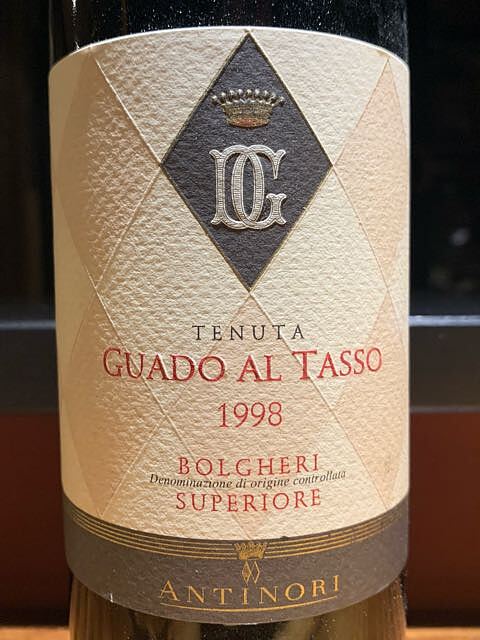 DG
TENUTA
GUADO AL TASSO
1998
BOLGHERI
Denominazione di origine controllata
SUPERIORE
ANTINORI